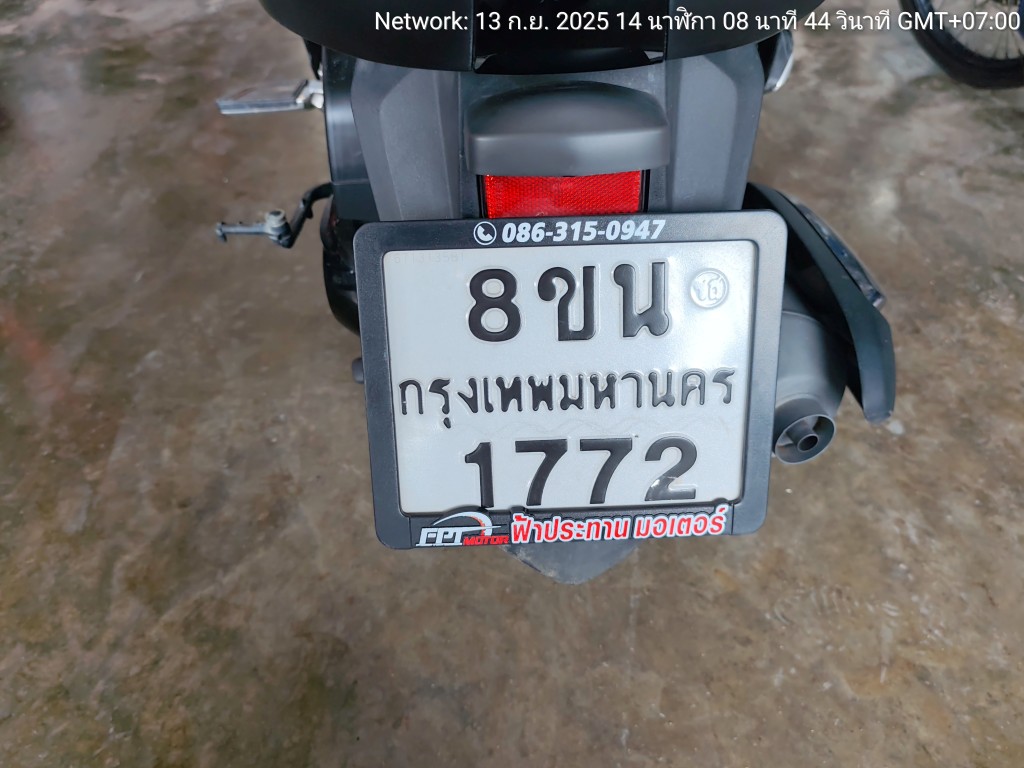 Network: 13 ก.ย. 2025 14 นาฬิกา 08 นาที 44 วินาที GMT+07:00
086-315-0947
8ขน
กรุงเทพมหานคร
1772
FPT MOTOR ฟ้าประทาน มอเตอร์